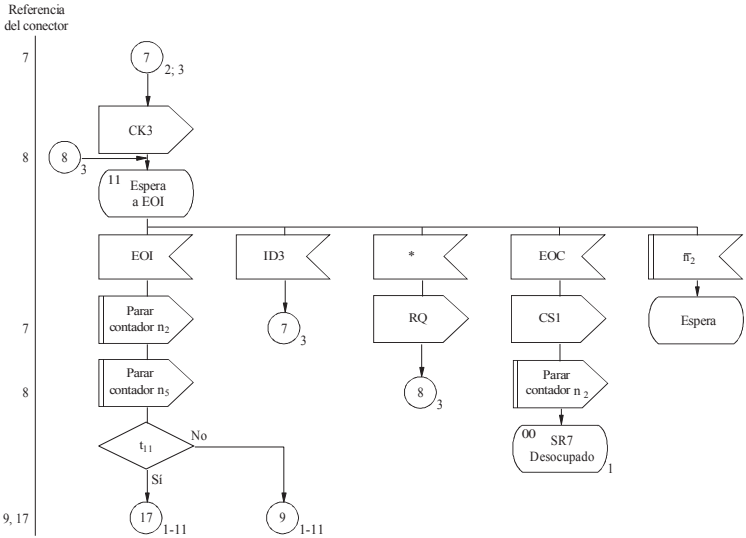 Referencia
del conector
7
7
2; 3
CK3
8
8
3
11
Espera
a EOI
EOI
ID3
*
EOC
n̅₂
Parar
contador n₂
7
3
RQ
CS1
Espera
7
Parar
contador n₅
8
3
Parar
contador n ₂
8
t₁₁
No
Sí
00
SR7
Desocupado
1
9, 17
17
1-11
9
1-11